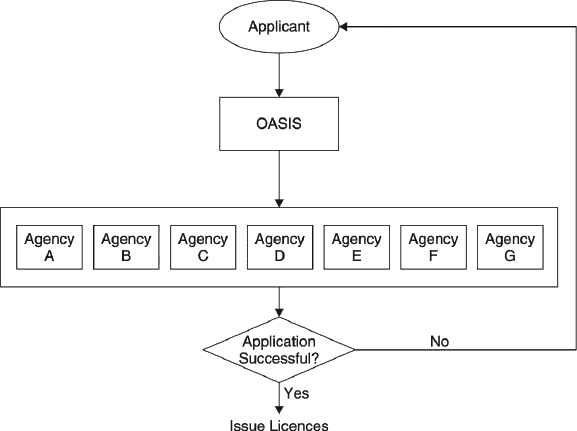 Applicant
OASIS
Agency
A
Agency
B
Agency
C
Agency
D
Agency
E
Agency
F
Agency
G
Application
Successful?
No
Yes
Issue Licences